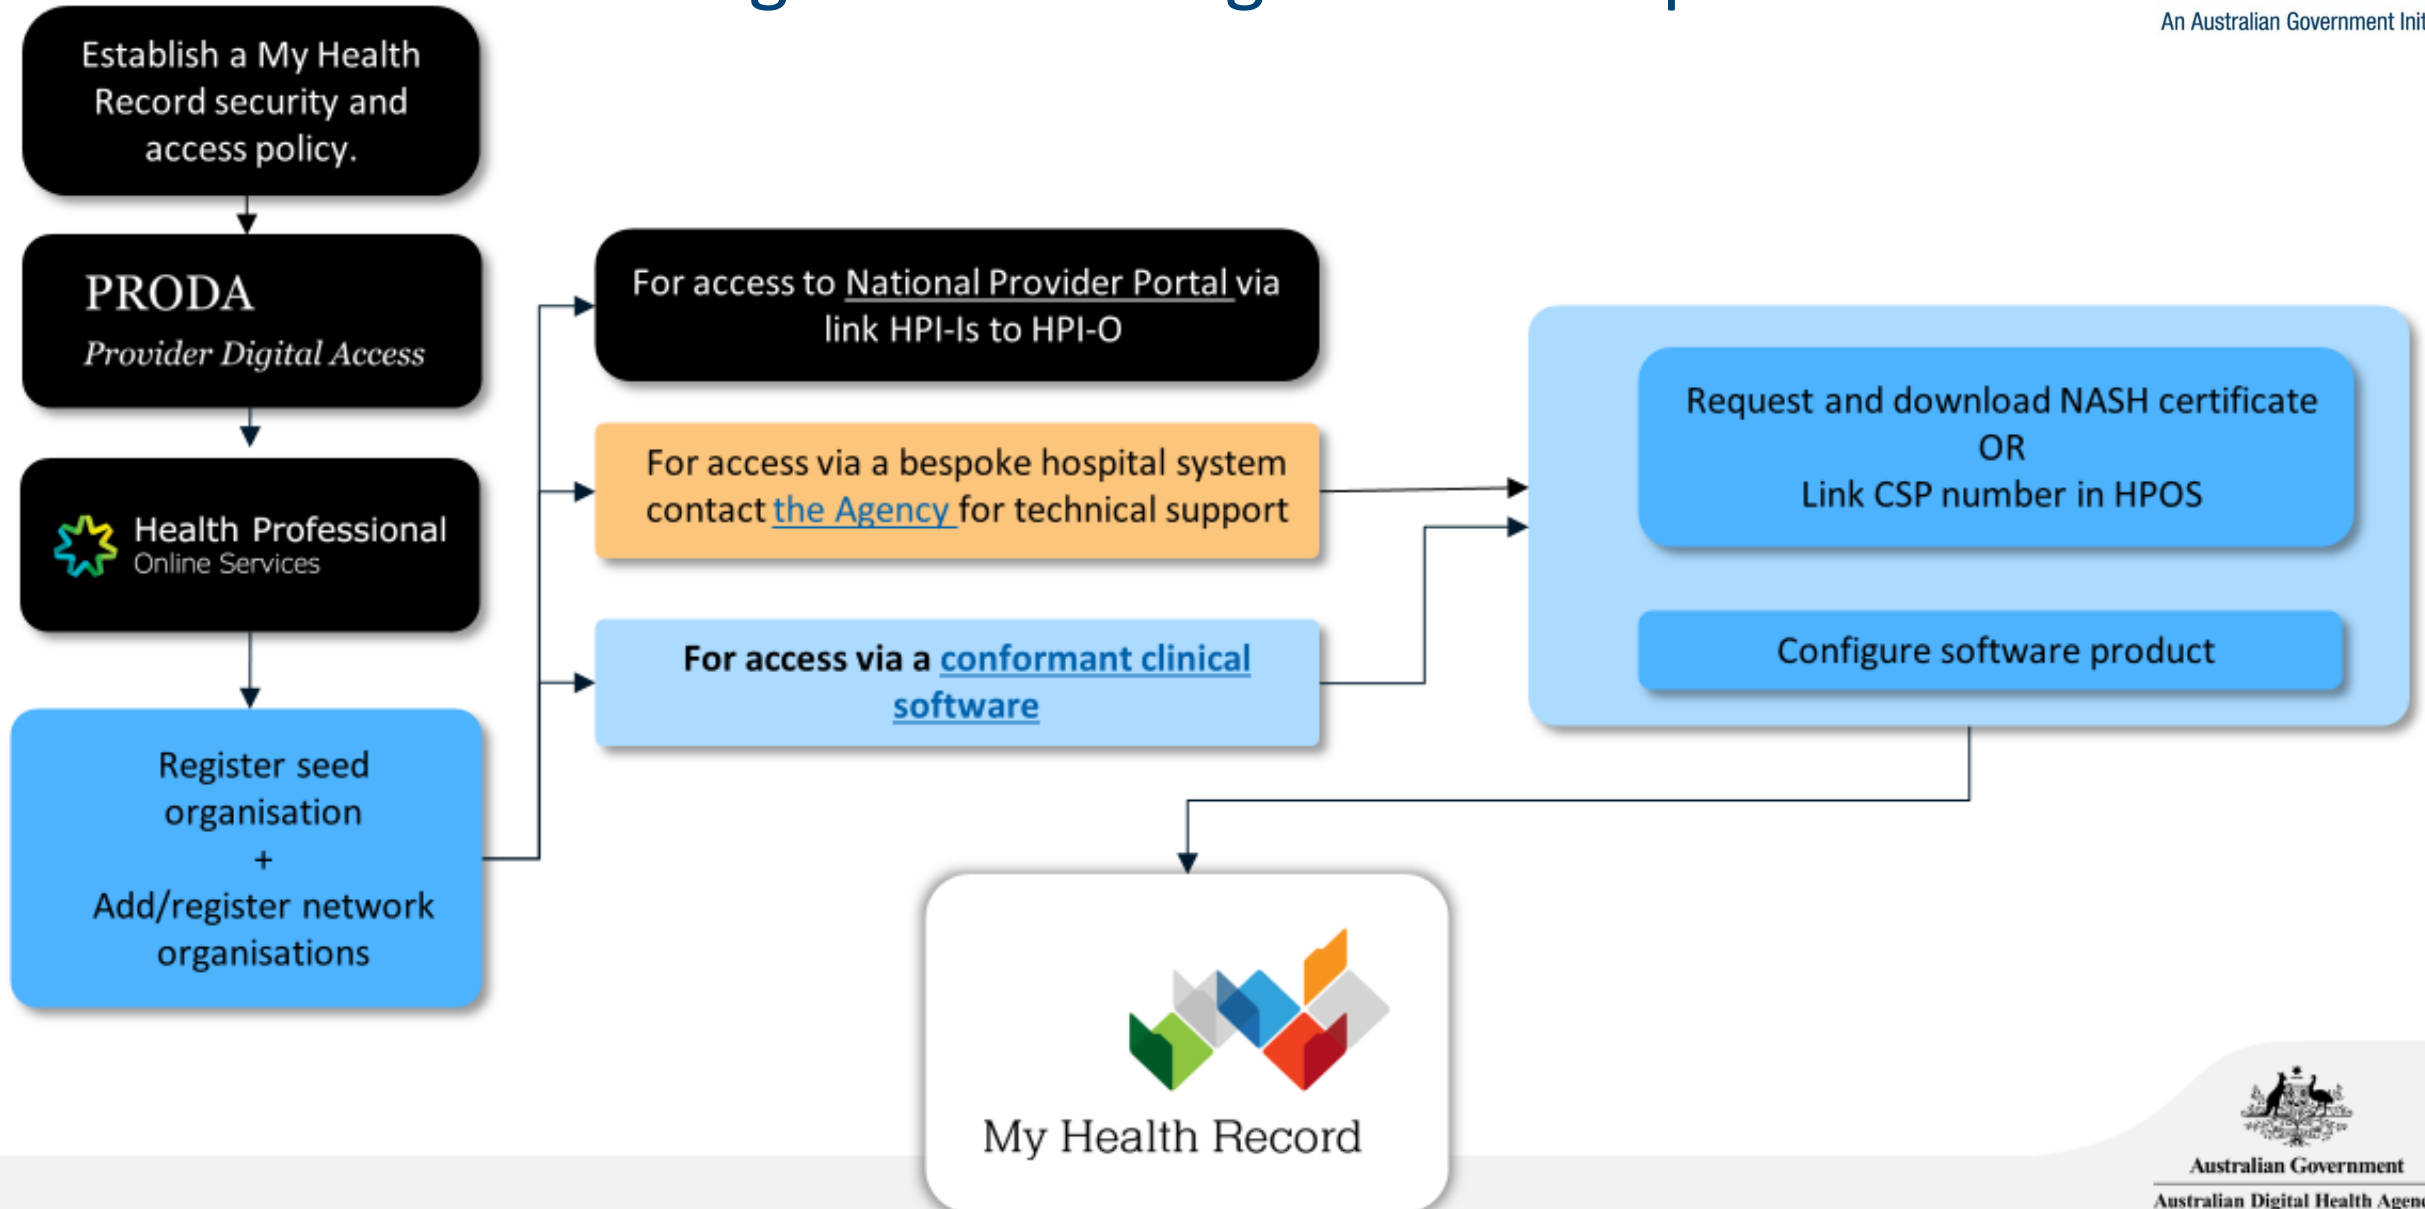 An Australian Government Init
Establish a My Health
Record security and
access policy.
PRODA
Provider Digital Access
Health Professional
Online Services
Register seed
organisation
+
Add/register network
organisations
For access to National Provider Portal via
link HPI-Is to HPI-O
For access via a bespoke hospital system
contact the Agency for technical support
For access via a conformant clinical
software
Request and download NASH certificate
OR
Link CSP number in HPOS
Configure software product
My Health Record
Australian Government
Australian Digital Health Agenc